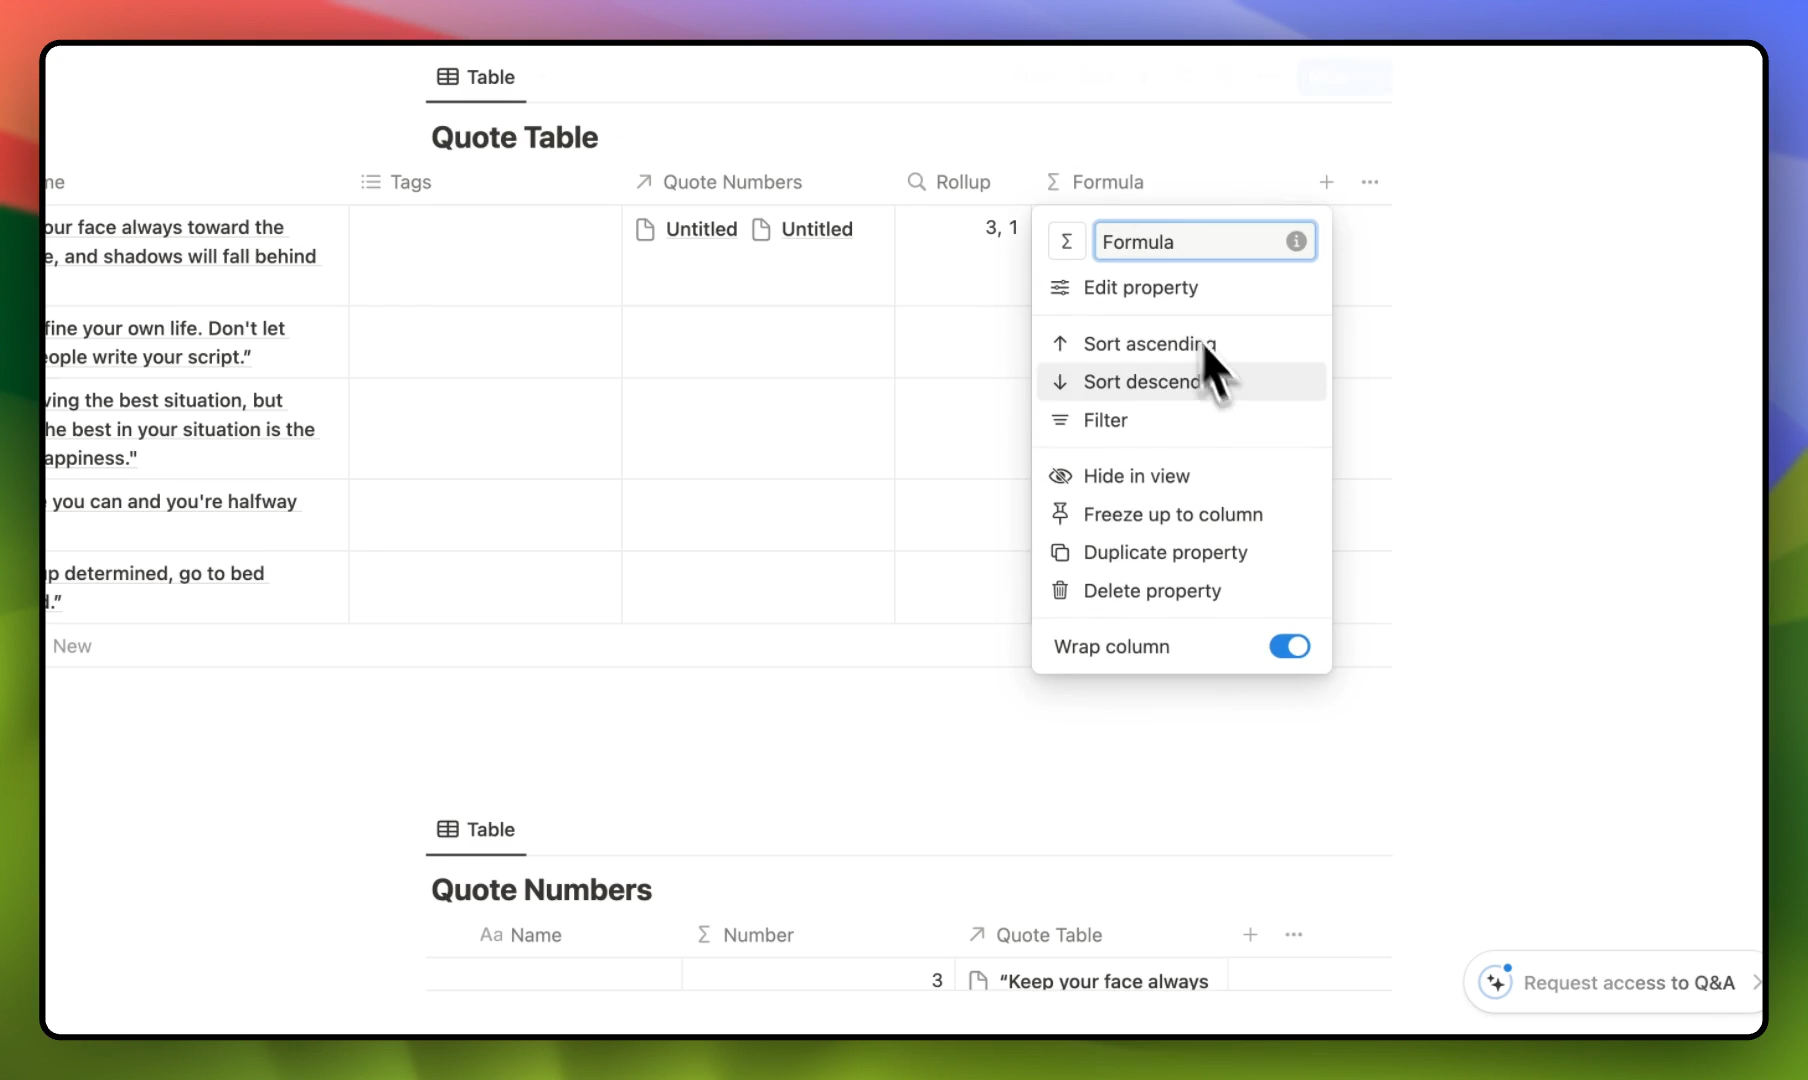 Table
Quote Table
ne
Tags
Quote Numbers
Rollup
Formula
our face always toward the
e, and shadows will fall behind
Untitled
Untitled
3, 1
Formula
Edit property
fine your own life. Don't let
eople write your script.”
Sort ascending
Sort descend
ving the best situation, but
he best in your situation is the
appiness."
Filter
Hide in view
you can and you're halfway
Freeze up to column
Duplicate property
up determined, go to bed
d.”
Delete property
New
Wrap column
Table
Quote Numbers
Aa Name
Number
Quote Table
3
“Keep your face always
Request access to Q&A